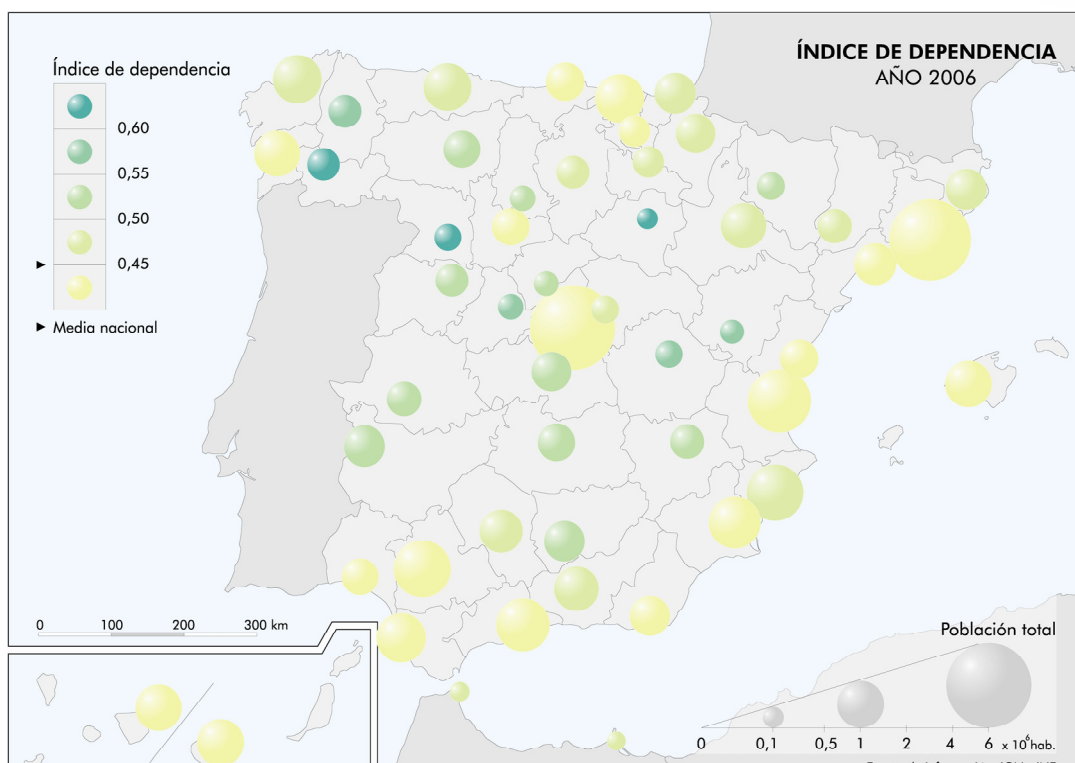 ÍNDICE DE DEPENDENCIA
AÑO 2006
Índice de dependencia
0,60
0,55
0,50
0,45
Media nacional
0 100 200 300 km
Población total
0 0,1 0,5 1 2 4 6 x 10⁶ hab.